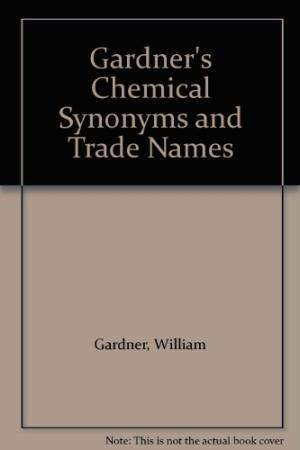 Gardner's
Chemical
Synonyms and
Trade Names
Gardner, William
Note: This is not the actual book cover